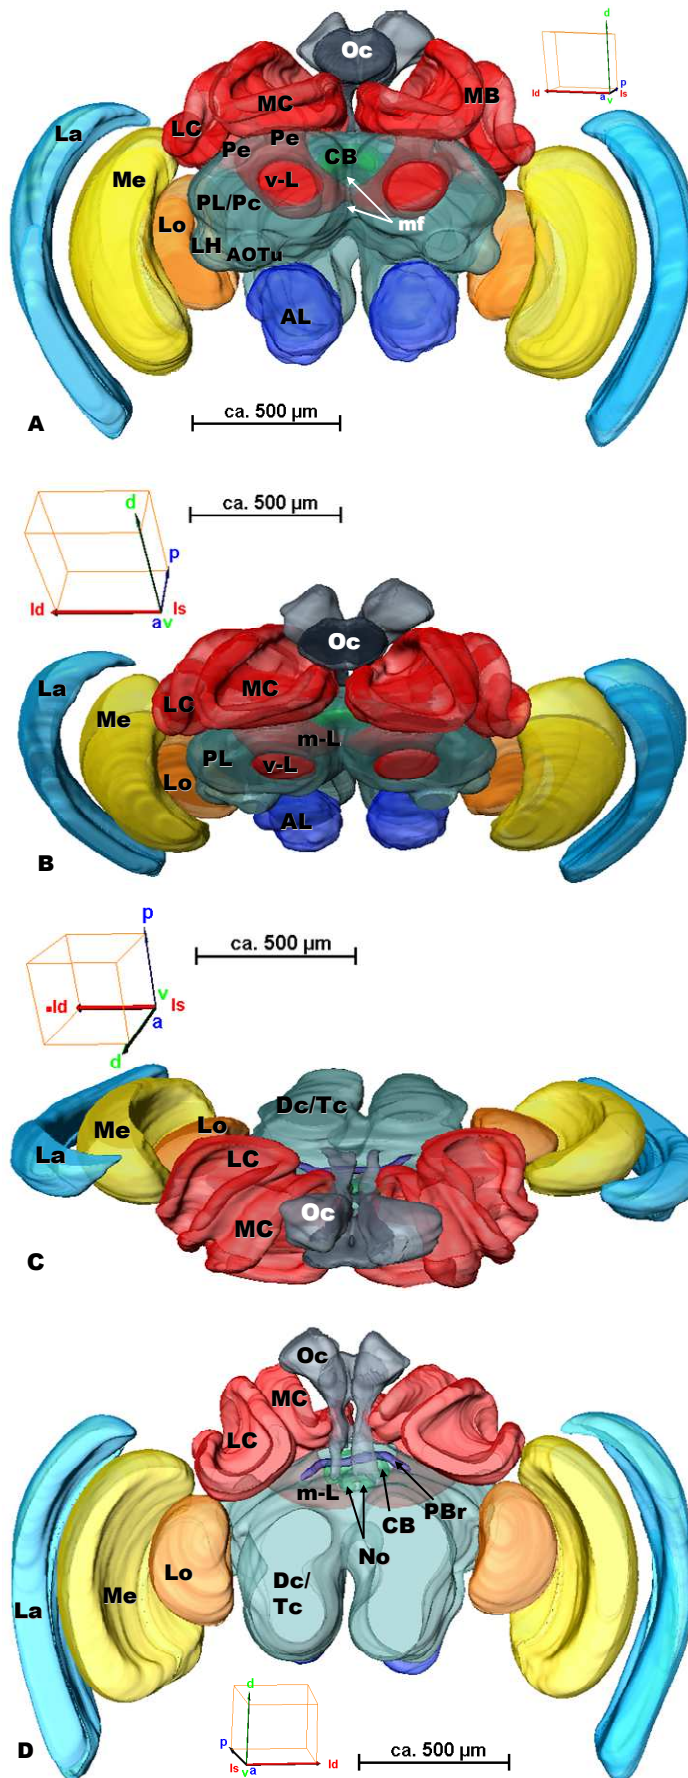 d
Oc
p
ld
a
ls
v
MC
MB
La
LC
Pe
Pe
CB
Me
v-L
PL/Pc
Lo
mf
LH
AOTu
AL
A
ca. 500 µm
ca. 500 µm
d
p
ld
ls
a
v
Oc
La
MC
LC
Me
m-L
PL
v-L
Lo
AL
B
p
ca. 500 µm
v
ld
ls
a
d
Dc/Tc
Lo
Me
La
LC
Oc
MC
C
Oc
MC
LC
m-L
PBr
CB
No
Lo
Dc/
Tc
Me
La
d
p
ls
a
ld
v
D
ca. 500 µm